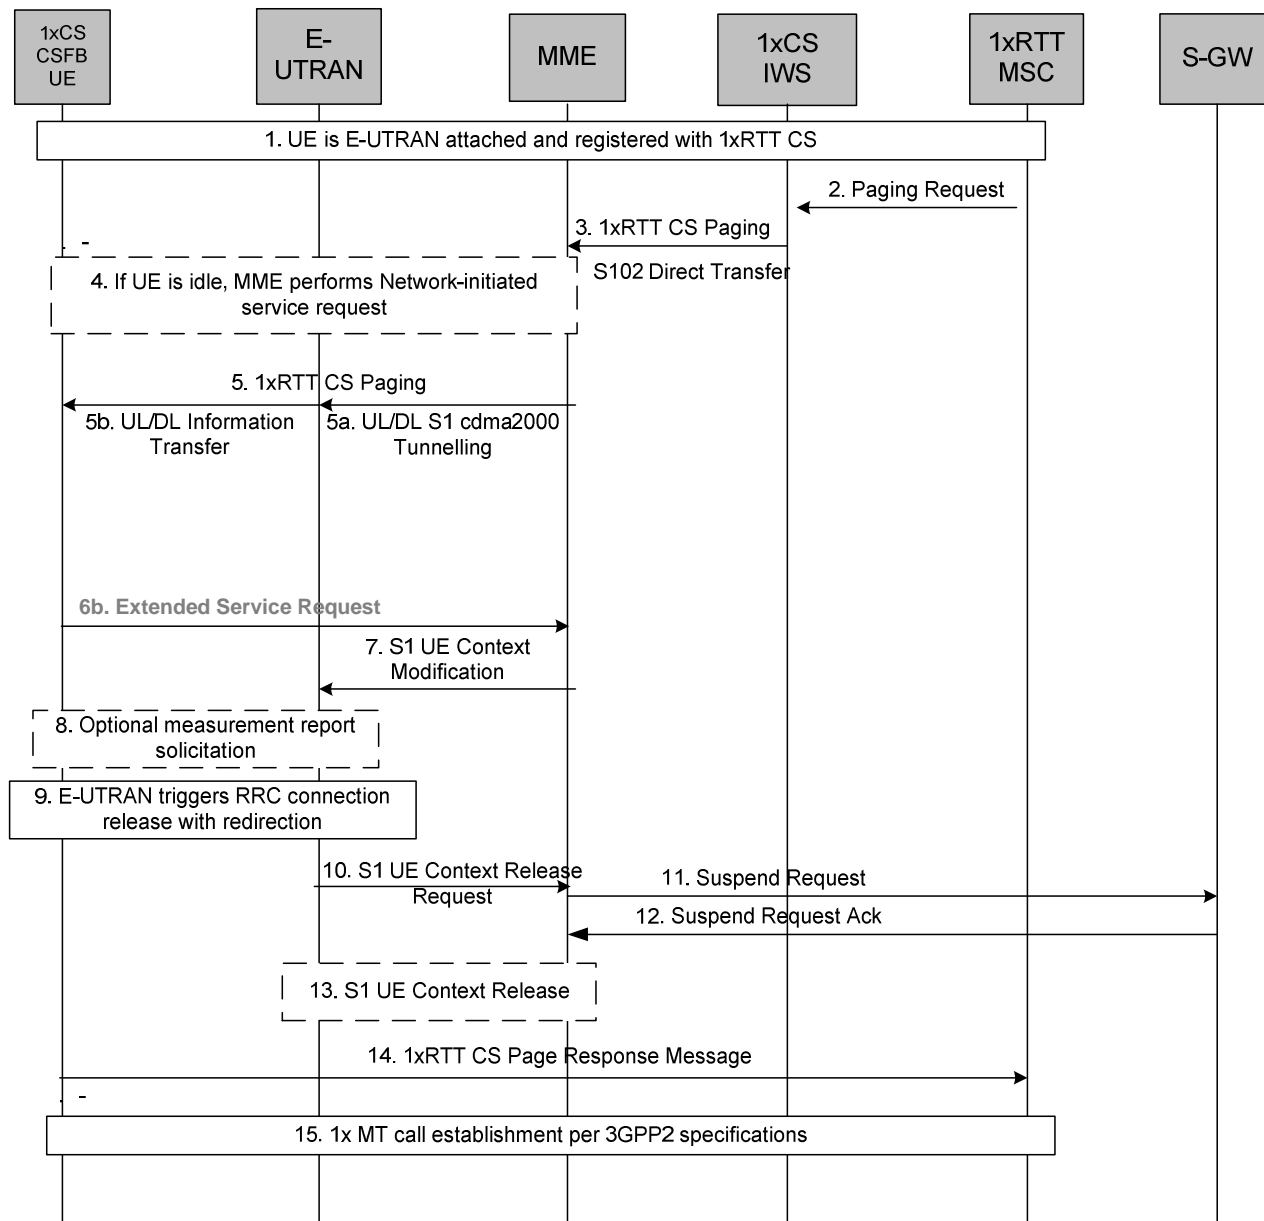 1xCS
CSFB
UE
E-
UTRAN
MME
1xCS
IWS
1xRTT
MSC
S-GW
1. UE is E-UTRAN attached and registered with 1xRTT CS
2. Paging Request
3. 1xRTT CS Paging
S102 Direct Transfer
4. If UE is idle, MME performs Network-initiated
service request
5. 1xRTT CS Paging
5b. UL/DL Information
Transfer
5a. UL/DL S1 cdma2000
Tunnelling
6b. Extended Service Request
7. S1 UE Context
Modification
8. Optional measurement report
solicitation
9. E-UTRAN triggers RRC connection
release with redirection
10. S1 UE Context Release
Request
11. Suspend Request
12. Suspend Request Ack
13. S1 UE Context Release
14. 1xRTT CS Page Response Message
15. 1x MT call establishment per 3GPP2 specifications